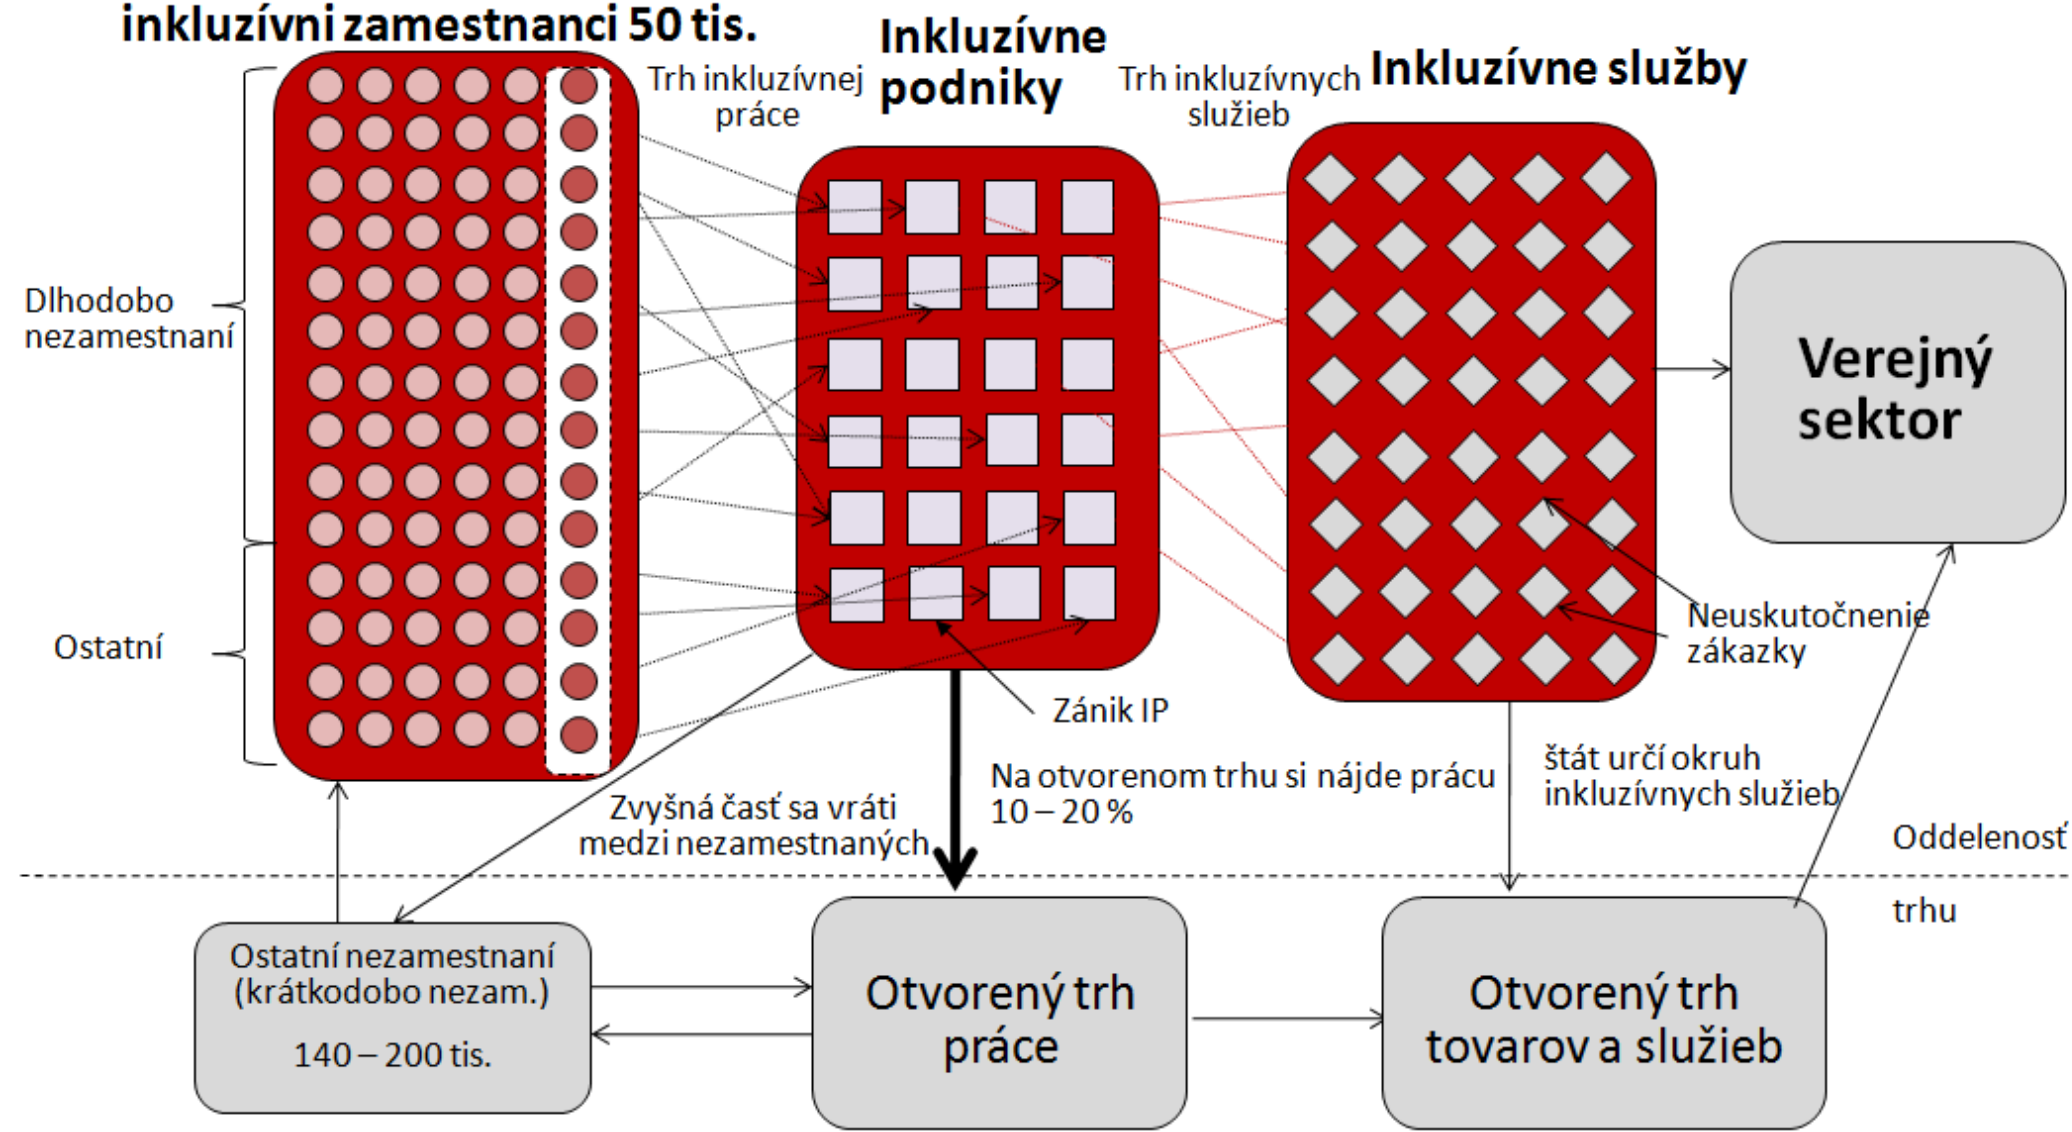 inkluzívni zamestnanci 50 tis.
Inkluzívne
podniky
Inkluzívne služby
Trh inkluzívnej
práce
Trh inkluzívnych
služieb
Dlhodobo
nezamestnaní
Ostatní
Verejný
sektor
Neuskutočnenie
zákazky
Zánik IP
Na otvorenom trhu si nájde prácu
10 – 20 %
štát určí okruh
inkluzívnych služieb
Zvyšná časť sa vráti
medzi nezamestnaných
Oddelenosť
trhu
Ostatní nezamestnaní
(krátkodobo nezam.)
140 – 200 tis.
Otvorený trh
práce
Otvorený trh
tovarov a služieb